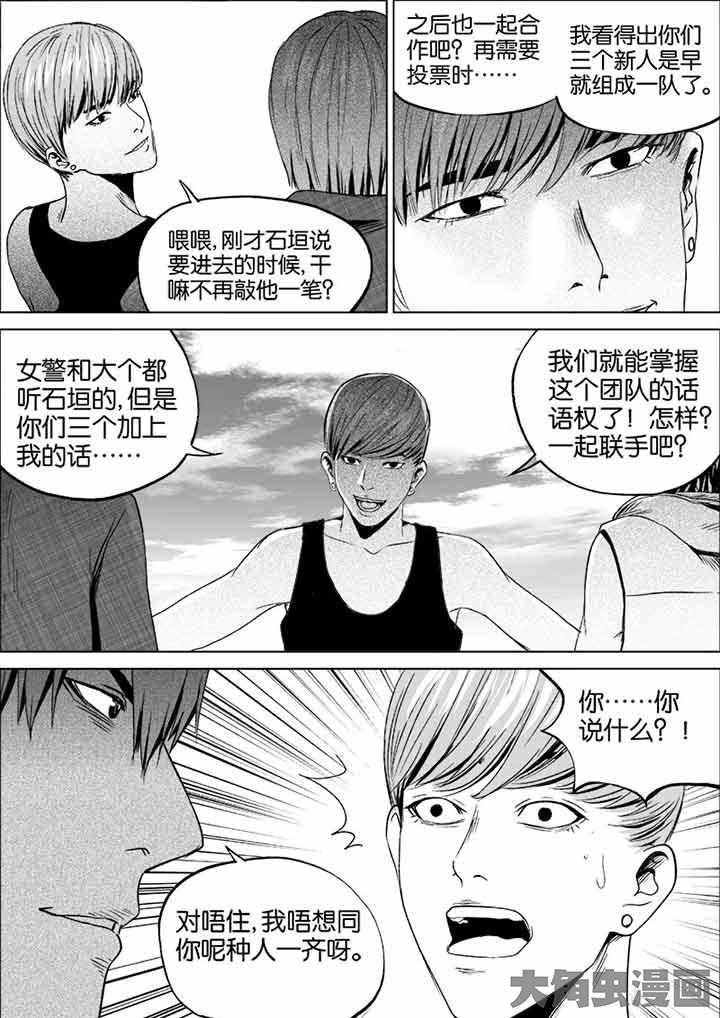 喂喂，刚才石垣说
要进去的时候，干
嘛不再敲他一笔？
我看得出你们
三个新人是早
就组成一队了。
之后也一起合
作吧？再需要
投票时……
女警和大个都
听石垣的，但是
你们三个加上
我的话……
我们就能掌握
这个团队的话
语权了！怎样？
一起联手吧？
对唔住，我唔想同
你呢种人一齐呀。
你……你
说什么？！
大角虫漫画